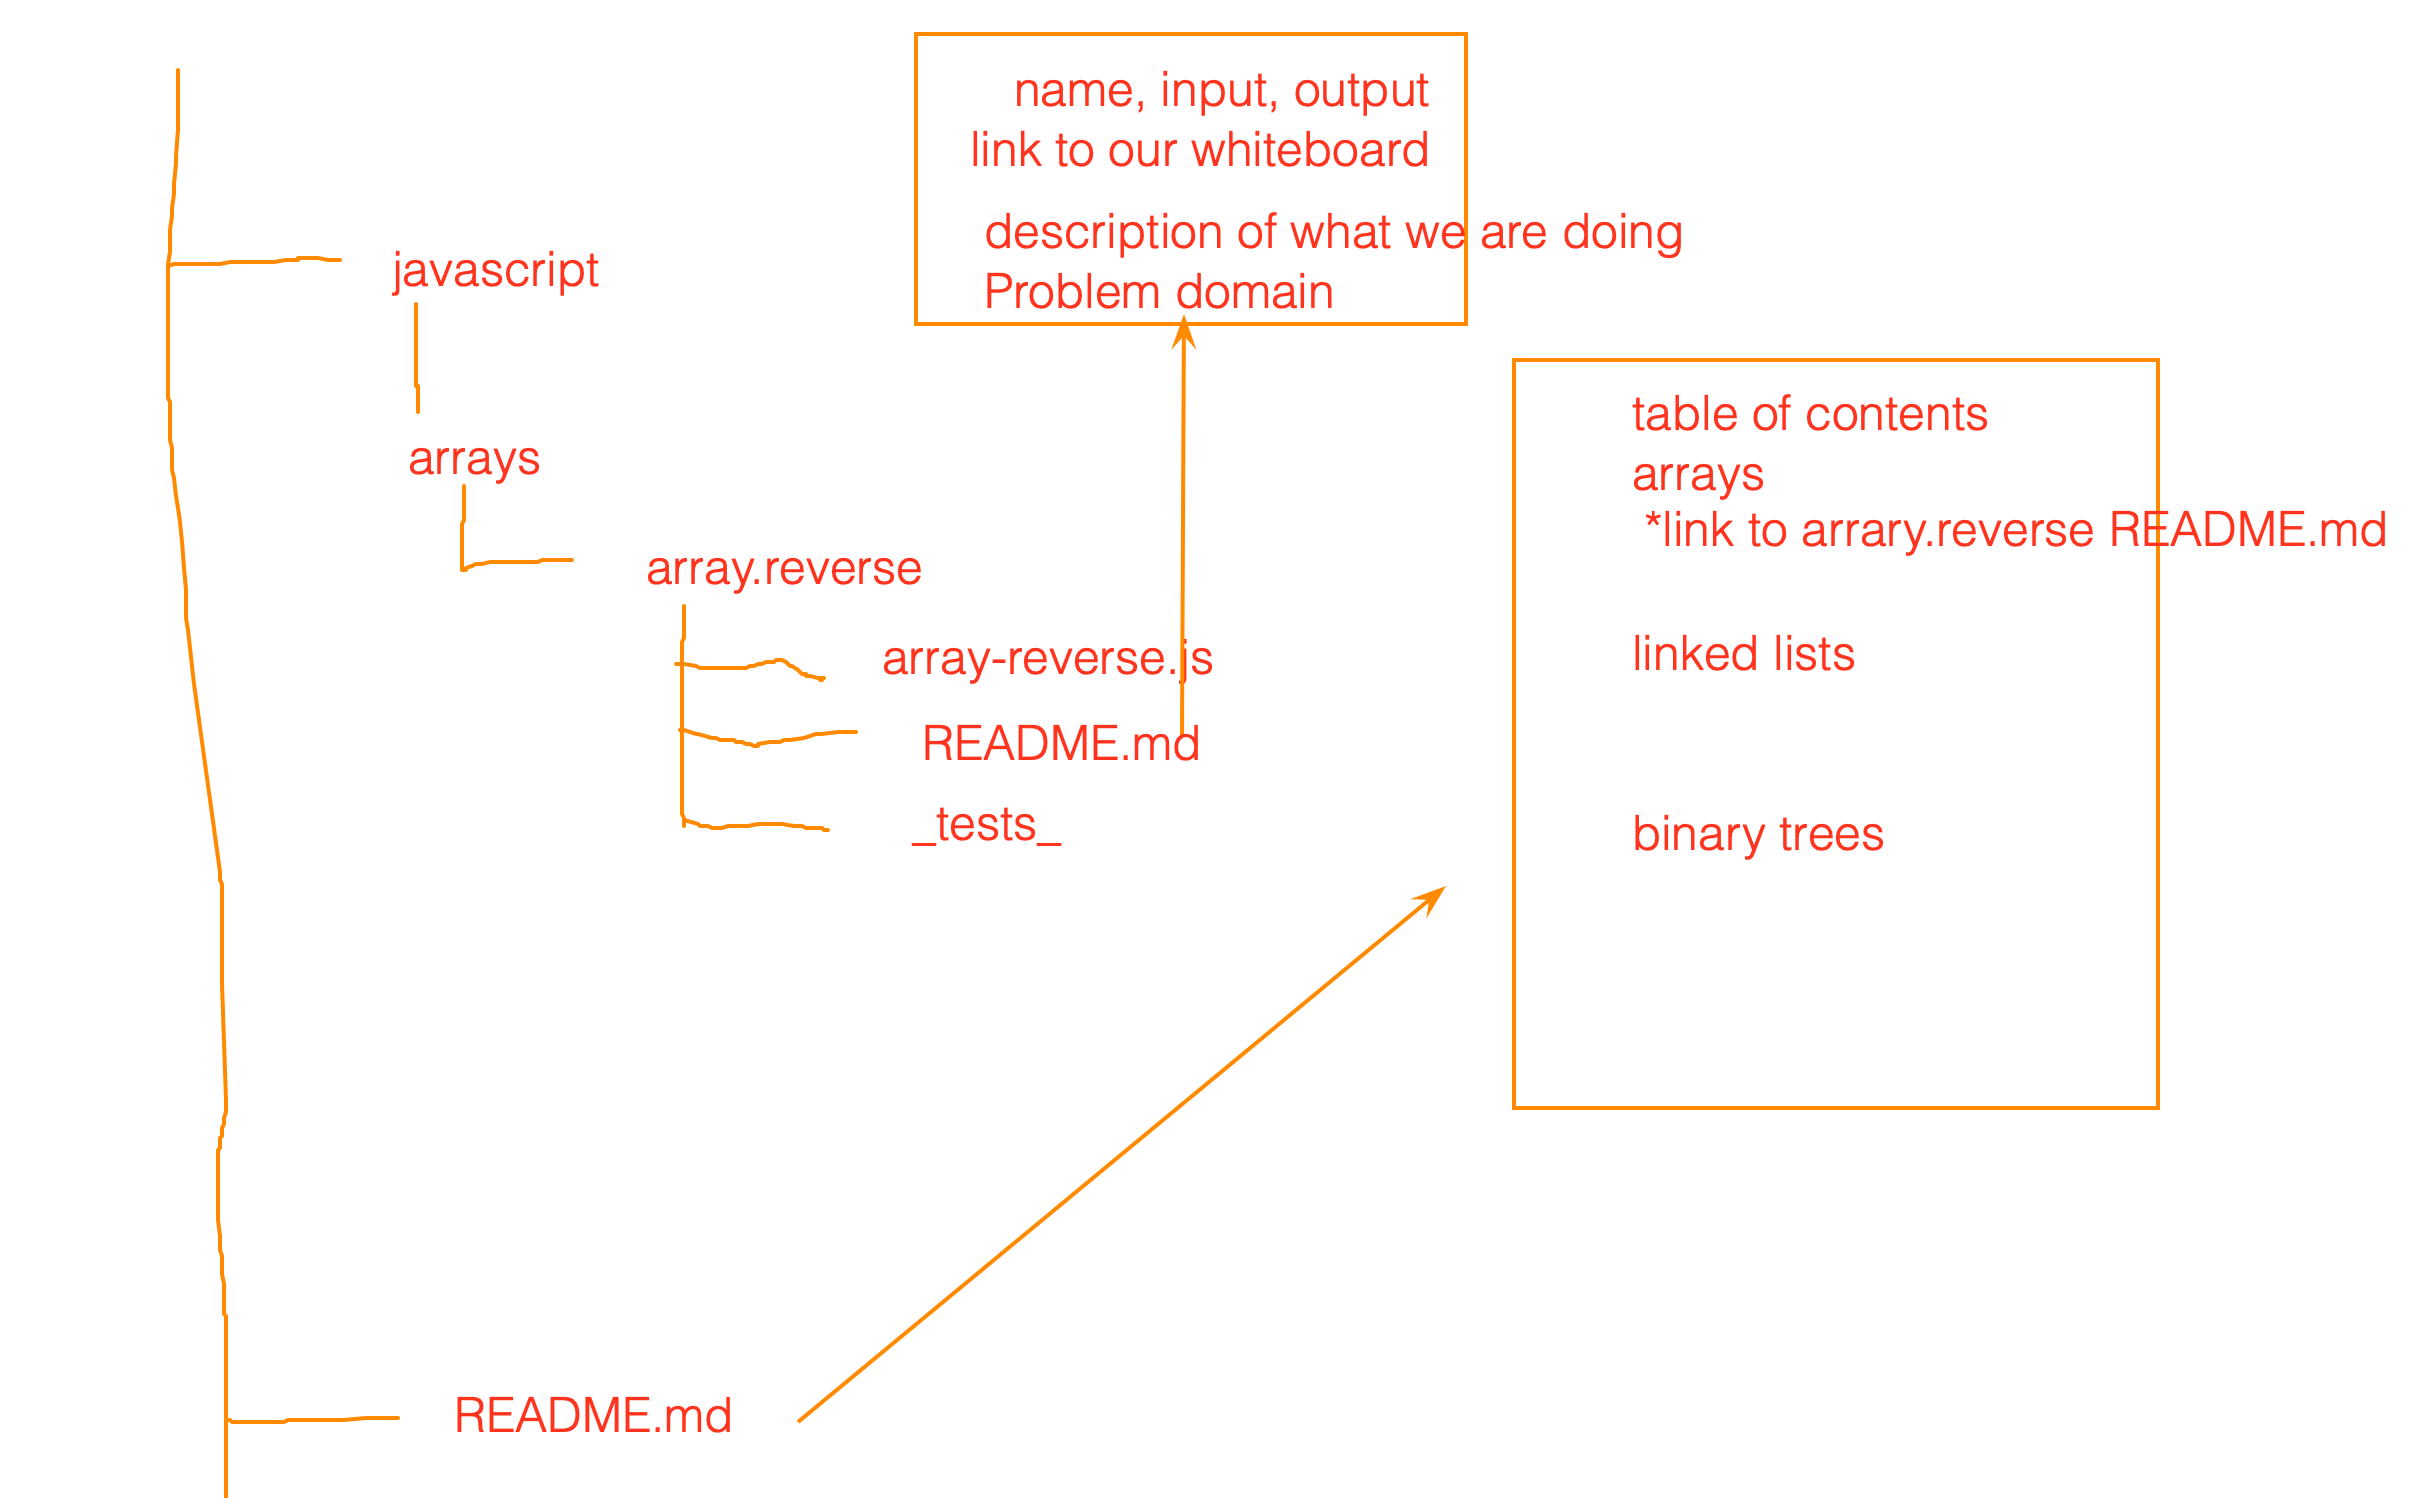 name, input, output
link to our whiteboard
description of what we are doing
Problem domain
javascript
arrays
array.reverse
array-reverse.js
README.md
_tests_
table of contents
arrays
*link to arrary.reverse README.md
linked lists
binary trees
README.md